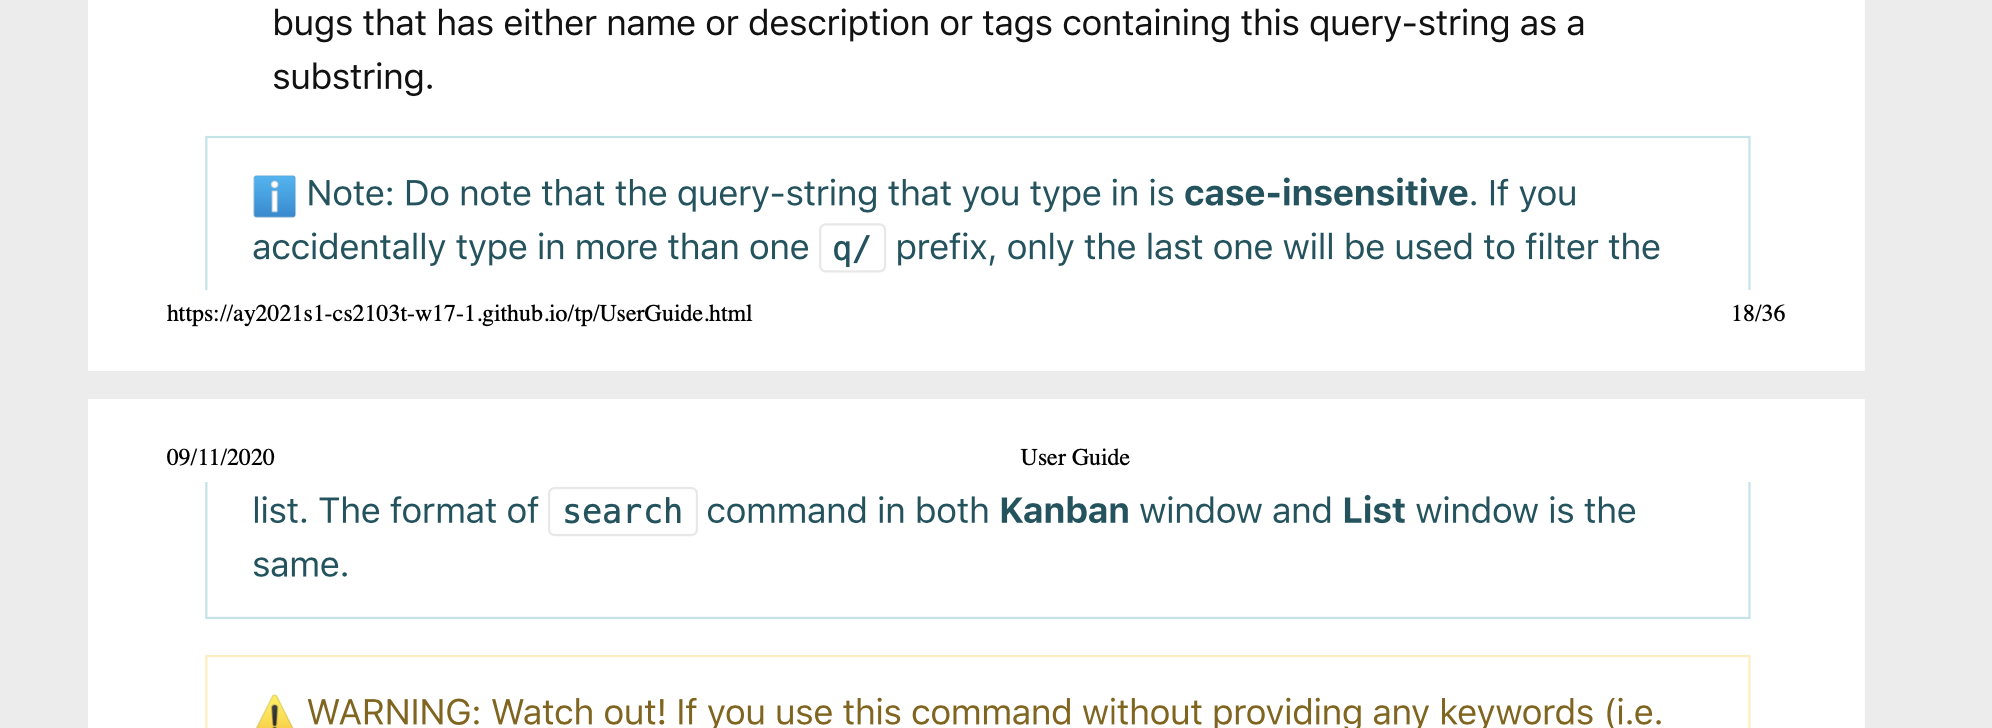 bugs that has either name or description or tags containing this query-string as a
substring.
ℹ️ Note: Do note that the query-string that you type in is case-insensitive. If you
accidentally type in more than one q/ prefix, only the last one will be used to filter the
https://ay2021s1-cs2103t-w17-1.github.io/tp/UserGuide.html 18/36
09/11/2020 User Guide
list. The format of search command in both Kanban window and List window is the
same.
⚠️ WARNING: Watch out! If you use this command without providing any keywords (i.e.